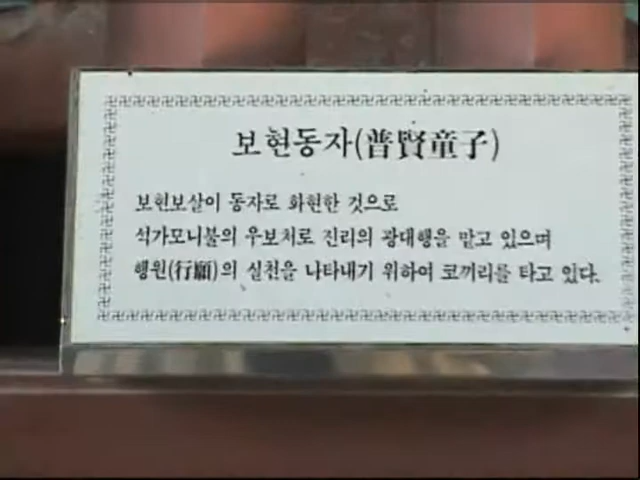 보현동자(普賢童子)
보현보살이 동자로 화현한 것으로
석가모니불의 우보처로 진리의 광대행을 맡고 있으며
행원(行願)의 실천을 나타내기 위하여 코끼리를 타고 있다.